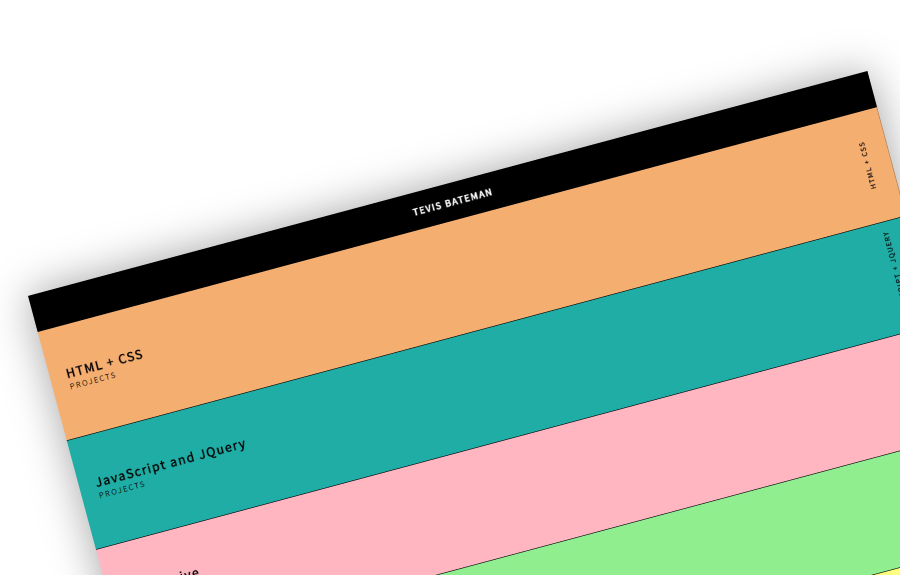 TEVIS BATEMAN
HTML + CSS
HTML + CSS
PROJECTS
JavaScript and JQuery
PROJECTS